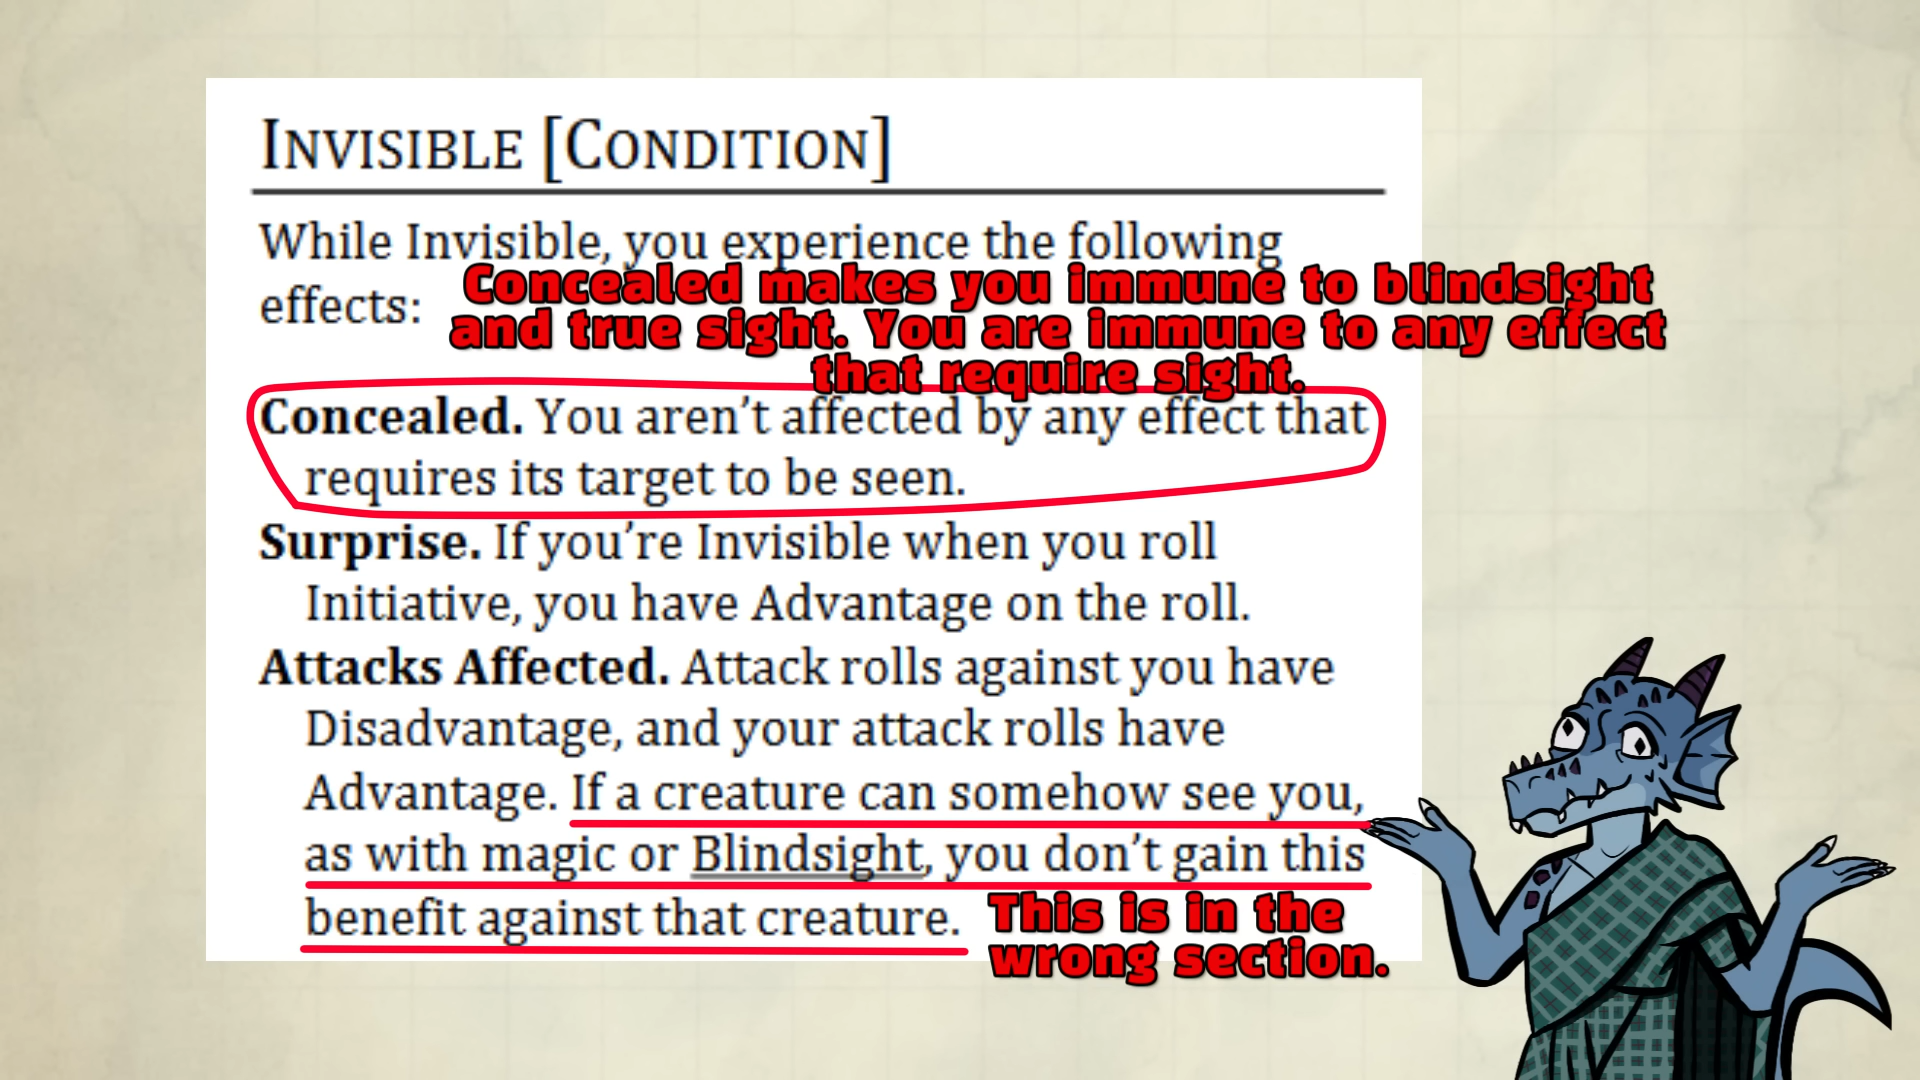 INVISIBLE [CONDITION]
While Invisible, you experience the following
effects:
Concealed makes you immune to blindsight
and true sight. You are immune to any effect
that require sight.
Concealed. You aren’t affected by any effect that
requires its target to be seen.
Surprise. If you’re Invisible when you roll
Initiative, you have Advantage on the roll.
Attacks Affected. Attack rolls against you have
Disadvantage, and your attack rolls have
Advantage. If a creature can somehow see you,
as with magic or Blindsight, you don’t gain this
benefit against that creature.
This is in the
wrong section.